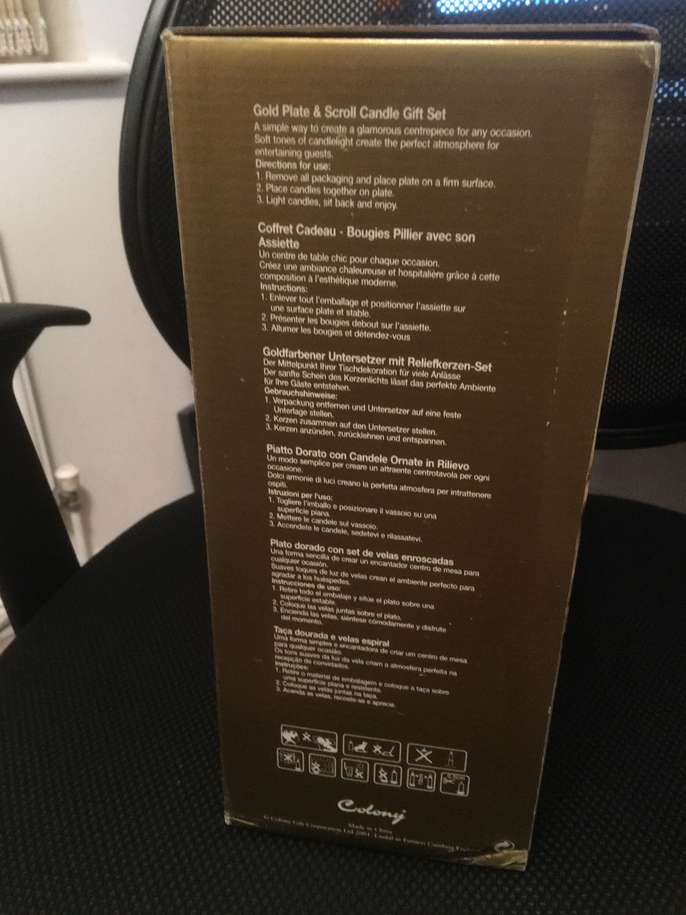 Gold Plate & Scroll Candle Gift Set
A simple way to create a glamorous centrepiece for any occasion.
Soft tones of candlelight create the perfect atmosphere for
entertaining guests.
Directions for use:
1. Remove all packaging and place plate on a firm surface.
2. Place candles together on plate.
3. Light candles, sit back and enjoy.
Coffret Cadeau - Bougies Pillier avec son
Assiette
Un centre de table chic pour chaque occasion.
Créez une ambiance chaleureuse et hospitalière grâce à cette
composition à l'esthétique moderne.
Instructions:
1. Enlever tout l'emballage et positionner l'assiette sur
une surface plate et stable.
2. Présenter les bougies debout sur l'assiette.
3. Allumer les bougies et détendez-vous
Goldfarbener Untersetzer mit Reliefkerzen-Set
Der Mittelpunkt Ihrer Tischdekoration für viele Anlässe
Der sanfte Schein des Kerzenlichts lässt das perfekte Ambiente
für Ihre Gäste entstehen.
Gebrauchshinweise:
1. Verpackung entfernen und Untersetzer auf eine feste
Unterlage stellen.
2. Kerzen zusammen auf den Untersetzer stellen.
3. Kerzen anzünden, zurücklehnen und entspannen.
Piatto Dorato con Candele Ornate in Rilievo
Un modo semplice per creare un attraente centrotavola per ogni
occasione.
Dolci armonie di luci creano la perfetta atmosfera per intrattenere
ospiti.
Istruzioni per l'uso:
1. Togliere l'imballo e posizionare il vassoio su una
superficie piana.
2. Mettere le candele sul vassoio.
3. Accendete le candele, sedetevi e rilassatevi.
Plato dorado con set de velas enroscadas
Una forma sencilla de crear un encantador centro de mesa para
cualquier ocasión.
Suaves toques de luz de velas crean el ambiente perfecto para
agradar a los huéspedes.
Instrucciones de uso:
1. Retire todo el embalaje y sitúe el plato sobre una
superficie estable.
2. Coloque las velas juntas sobre el plato.
3. Encienda las velas, siéntese cómodamente y disfrute
del momento.
Taça dourada e velas espiral
Uma forma simples e encantadora de criar um centro de mesa
para qualquer ocasião.
Os tons suaves da luz da vela criam a atmosfera perfeita na
recepção de convidados.
Instruções:
1. Retire o material de embalagem e coloque a taça sobre
uma superfície plana e resistente.
2. Coloque as velas juntas na taça.
3. Acenda as velas, recoste-se e aprecie.
Colony
Made in China
© Colony Gift Corporation Ltd 2001